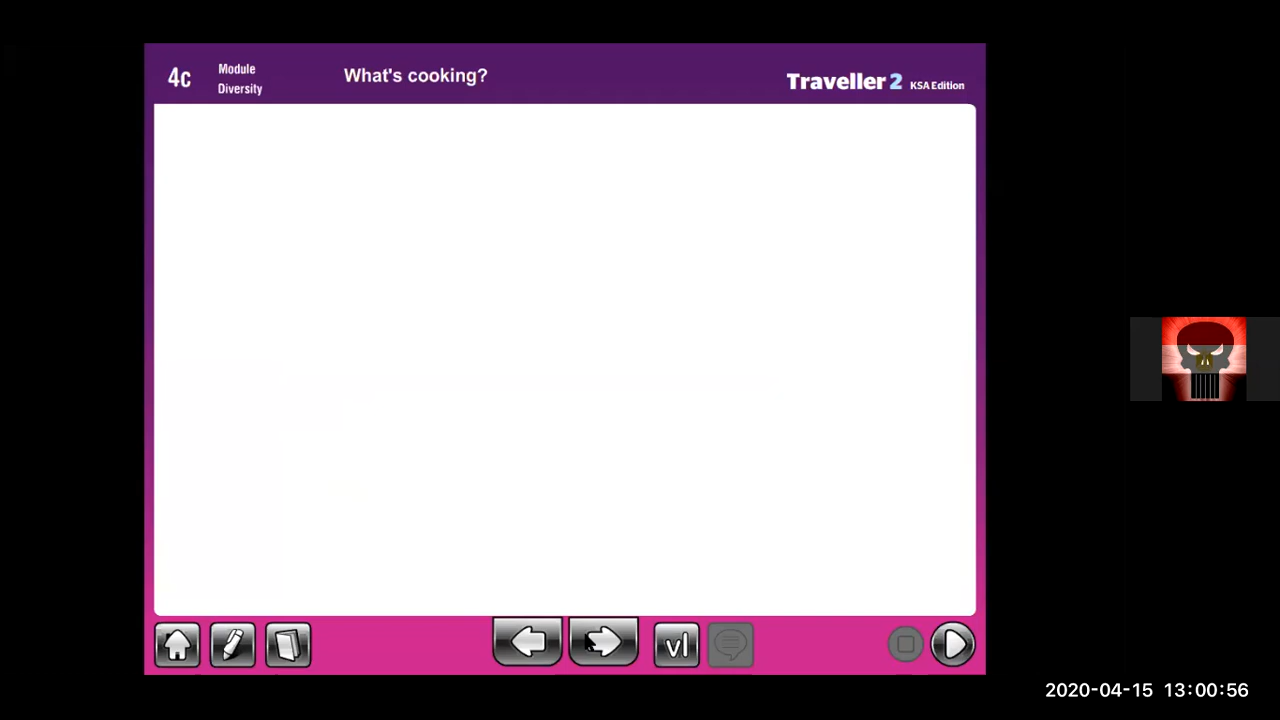 4c
Module
Diversity
What's cooking?
Traveller 2 KSA Edition
vl
2020-04-15 13:00:56